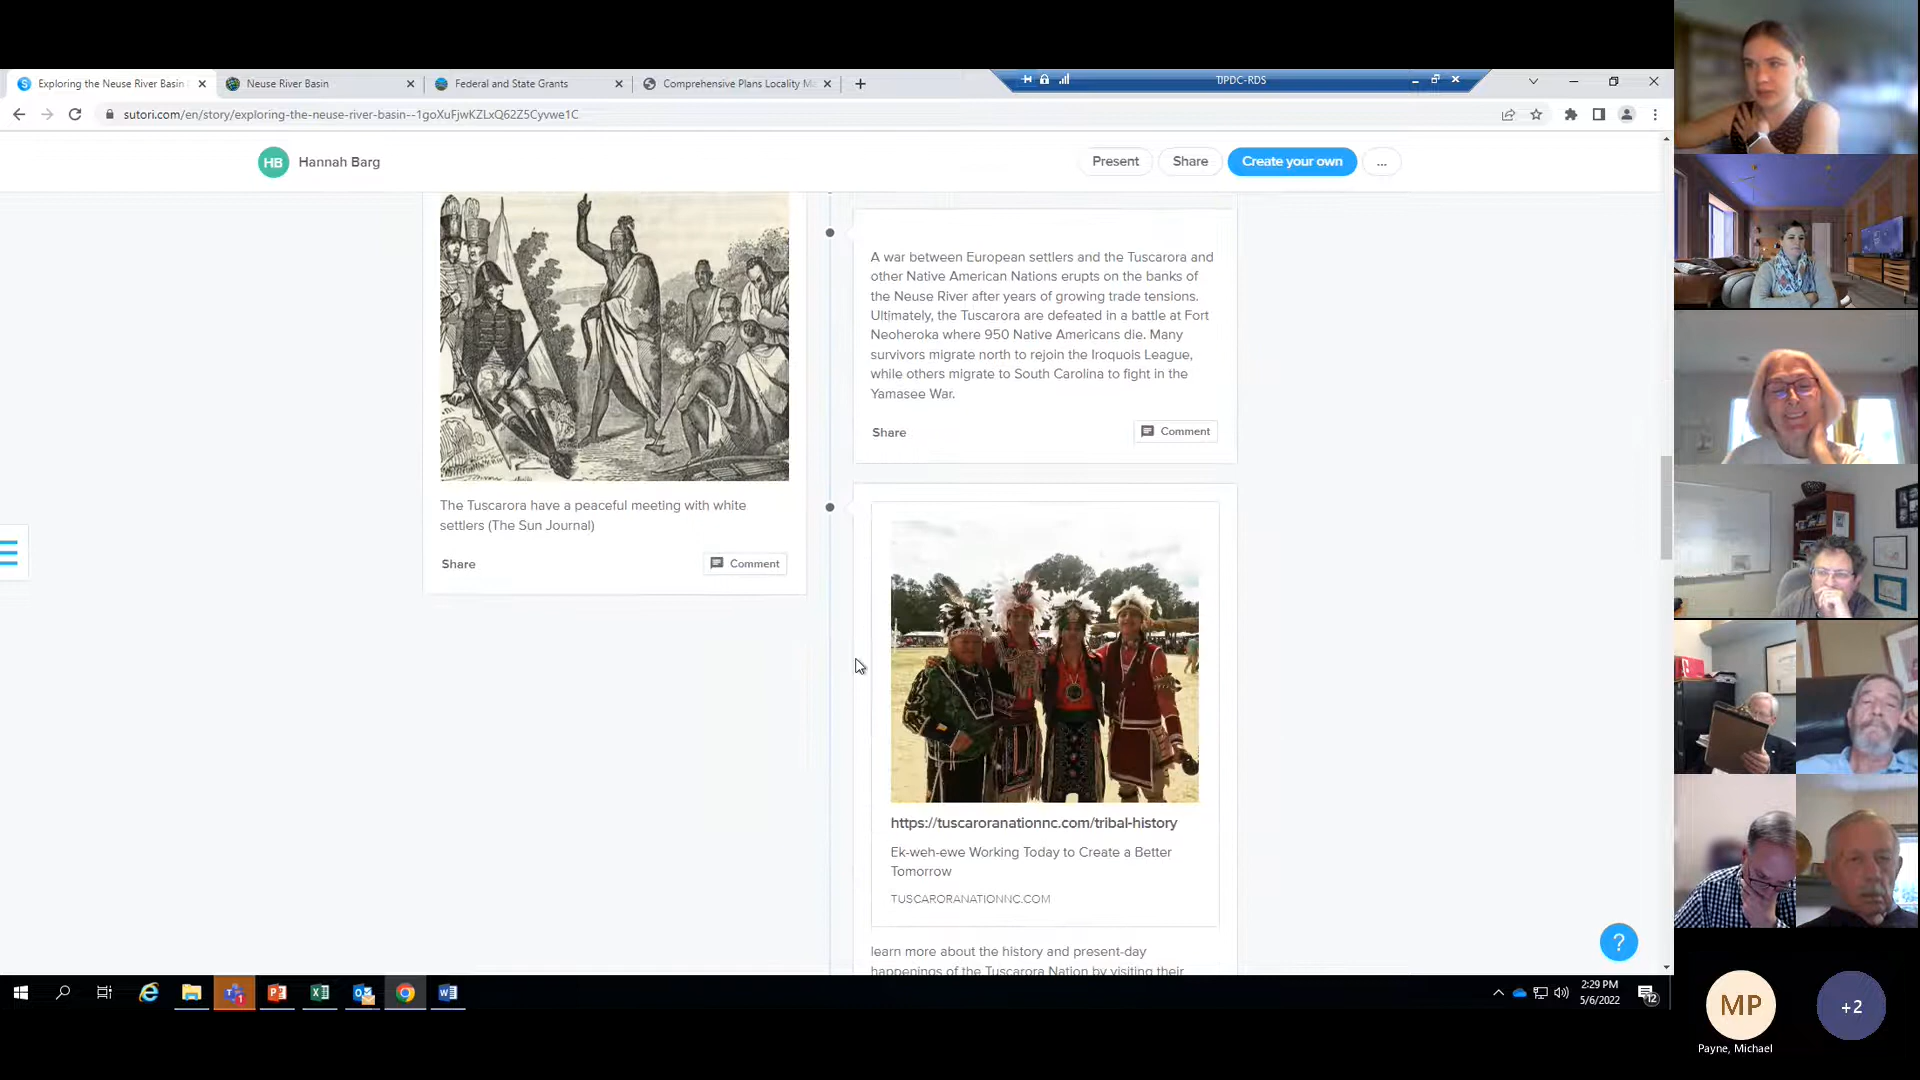 Exploring the Neuse River Basin
Neuse River Basin
Federal and State Grants
Comprehensive Plans Locality M
TJPDC-RDS
sutori.com/en/story/exploring-the-neuse-river-basin--1goXuFjwKZLxQ62Z5Cyvwe1C
HB
Hannah Barg
Present
Share
Create your own
...
The Tuscarora have a peaceful meeting with white
settlers (The Sun Journal)
Share
Comment
A war between European settlers and the Tuscarora and
other Native American Nations erupts on the banks of
the Neuse River after years of growing trade tensions.
Ultimately, the Tuscarora are defeated in a battle at Fort
Neoheroka where 950 Native Americans die. Many
survivors migrate north to rejoin the Iroquois League,
while others migrate to South Carolina to fight in the
Yamasee War.
Share
Comment
https://tuscaroranationnc.com/tribal-history
Ek-weh-ewe Working Today to Create a Better
Tomorrow
TUSCARORANATIONNC.COM
learn more about the history and present-day
happenings of the Tuscarora Nation by visiting their
?
2:29 PM
5/6/2022
12
MP
+2
Payne, Michael